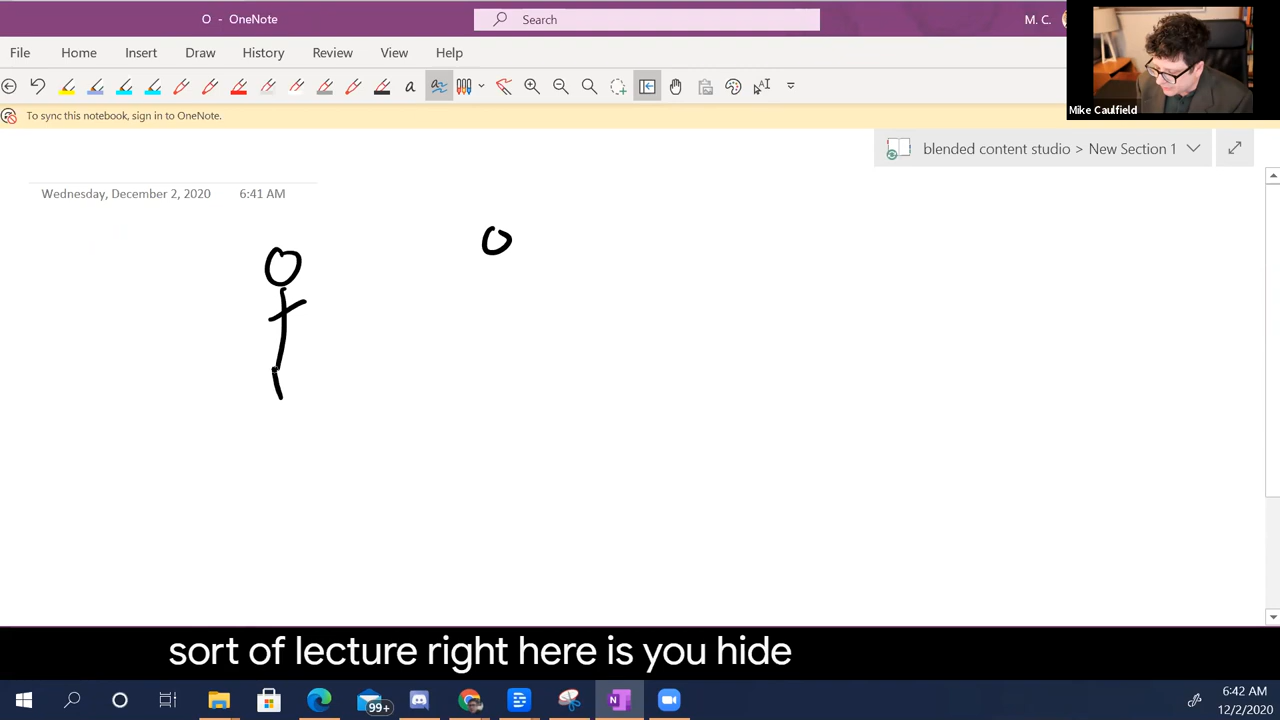 O - OneNote
Search
M. C.
File Home Insert Draw History Review View Help
a
To sync this notebook, sign in to OneNote.
Mike Caulfield
blended content studio > New Section 1
Wednesday, December 2, 2020 6:41 AM
sort of lecture right here is you hide
99+
N
6:42 AM
12/2/2020